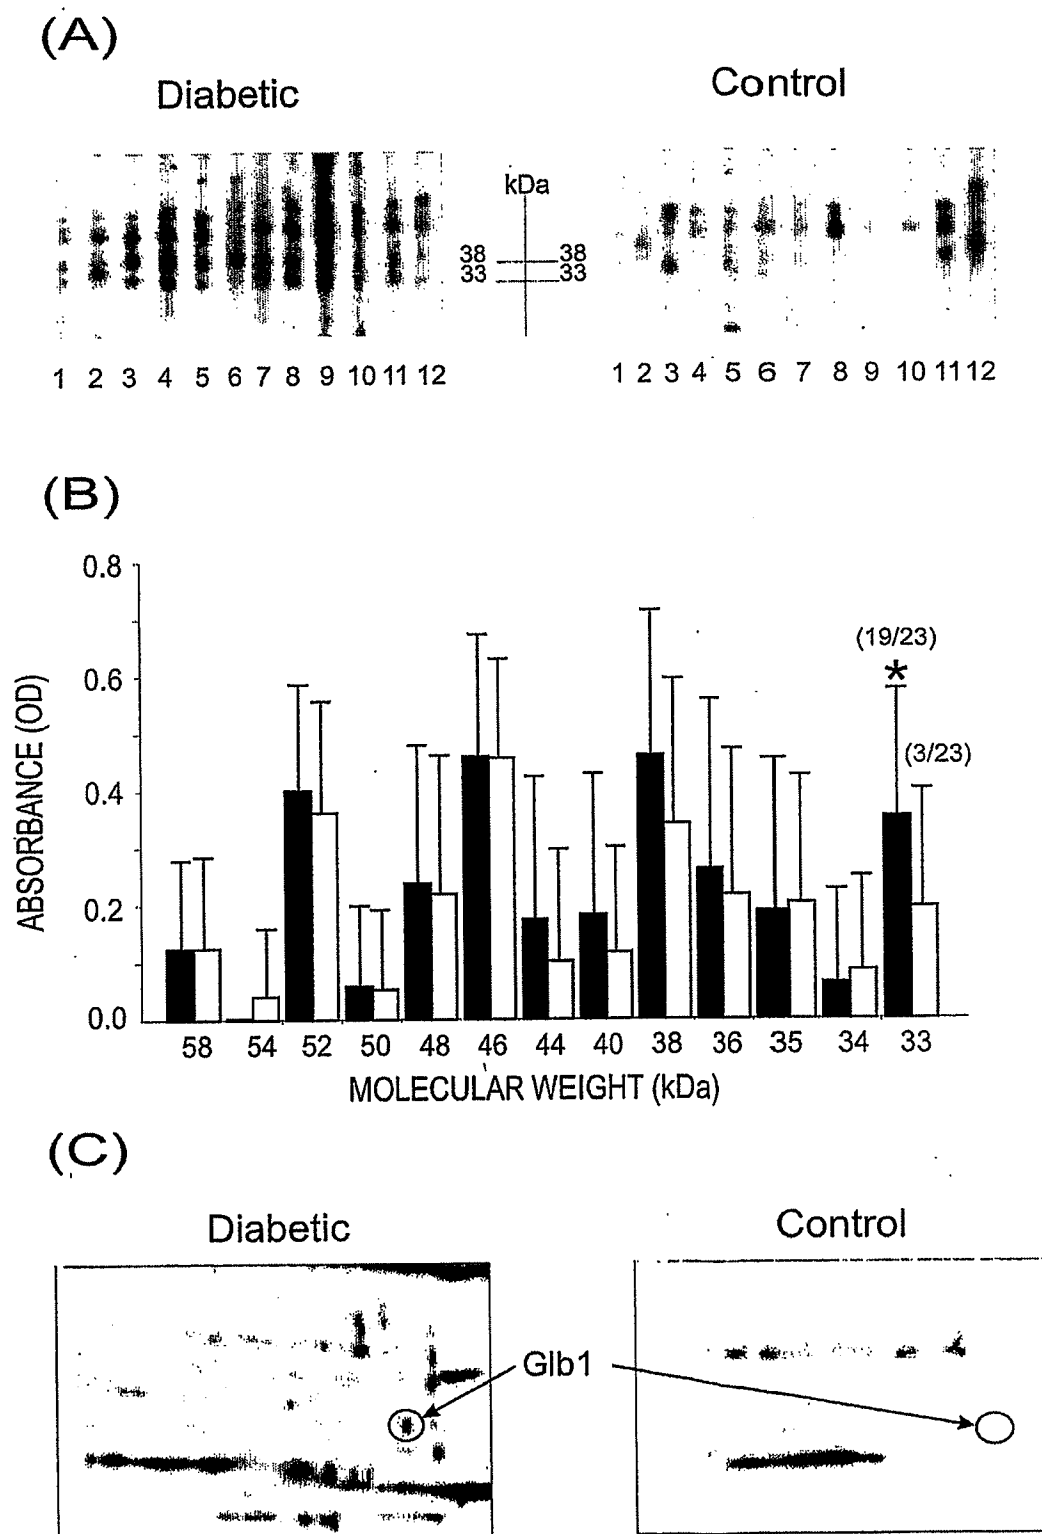 (A)
Diabetic
Control
kDa
38 38
33 33
1 2 3 4 5 6 7 8 9 10 11 12
1 2 3 4 5 6 7 8 9 10 11 12
(B)
ABSORBANCE (OD)
0.8
0.6
0.4
0.2
0.0
(19/23)
*
(3/23)
58 54 52 50 48 46 44 40 38 36 35 34 33
MOLECULAR WEIGHT (kDa)
(C)
Diabetic
Control
Glb1